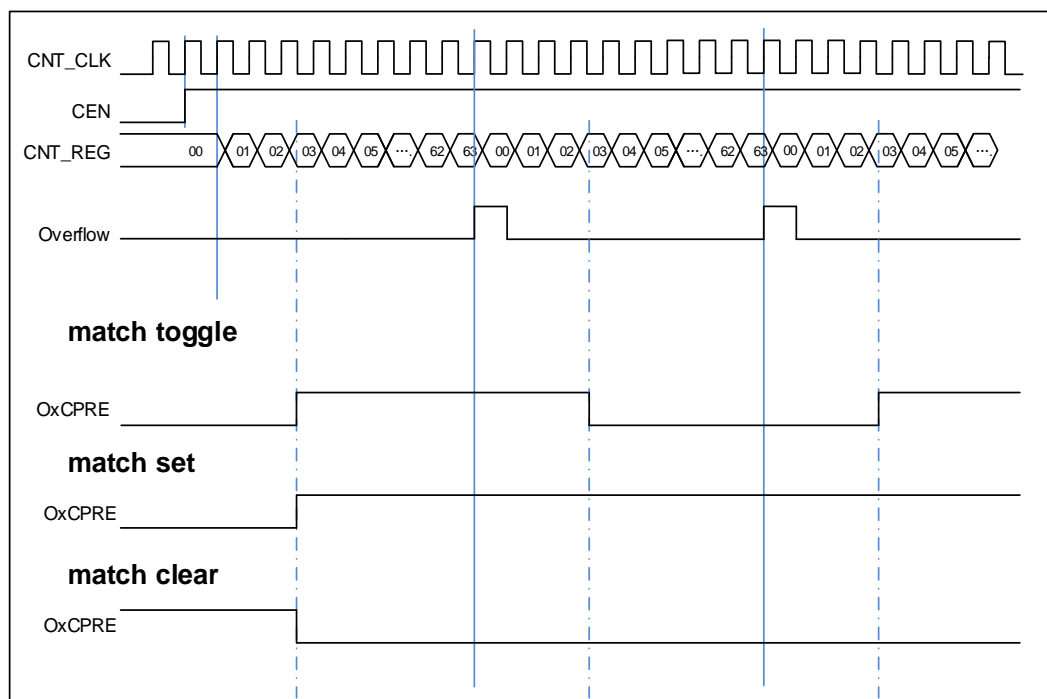 CNT_CLK
CEN
CNT_REG 00 01 02 03 04 05 ···. 62 63 00 01 02 03 04 05 ···. 62 63 00 01 02 03 04 05 ···.
Overflow
match toggle
OxCPRE
match set
OxCPRE
match clear
OxCPRE